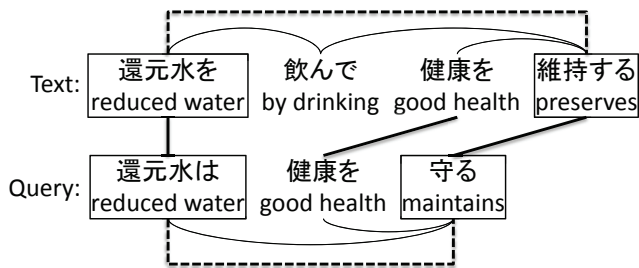 Text: 還元水を 飲んで 健康を 維持する
reduced water by drinking good health preserves
Query: 還元水は 健康を 守る
reduced water good health maintains